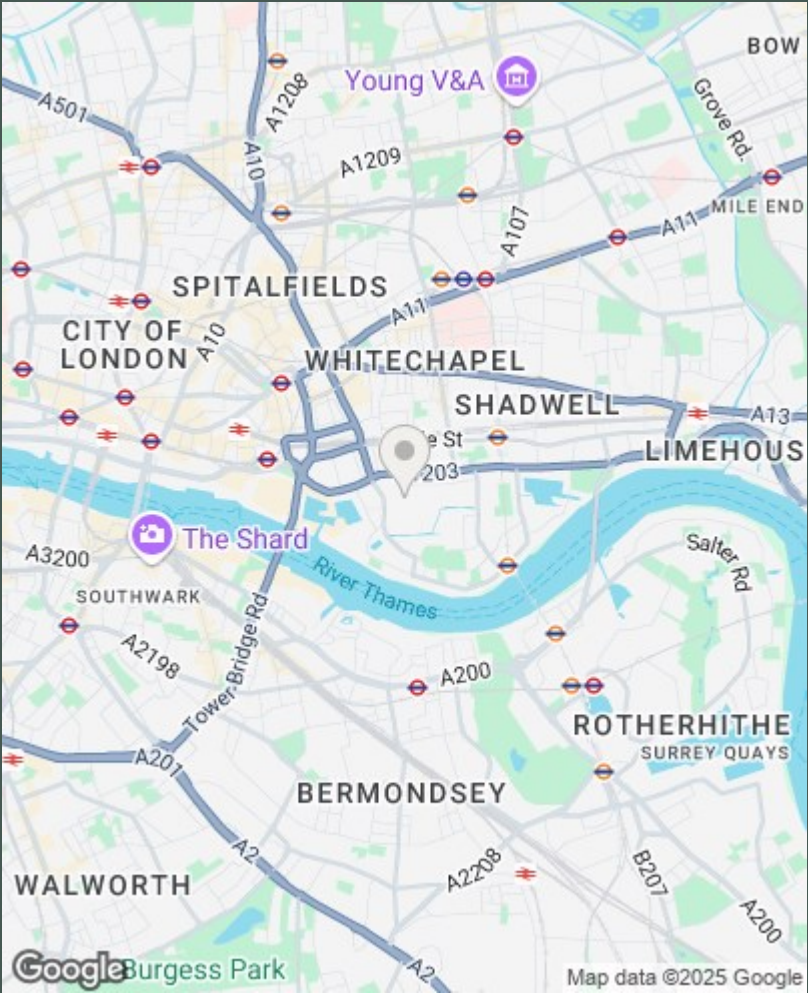 BOW
Young V&A
A1208
Grove Rd.
A501
A10
A1209
A107
MILE END
A11
SPITALFIELDS
A11
CITY OF
LONDON
A10
WHITECHAPEL
SHADWELL
A13
e St
LIMEHOUS
203
The Shard
A3200
River Thames
Salter Rd
SOUTHWARK
A2198
Tower Bridge Rd
A200
ROTHERHITHE
SURREY QUAYS
A201
BERMONDSEY
A2
A2208
B207
WALWORTH
A200
Google
Burgess Park
A2
Map data ©2025 Google